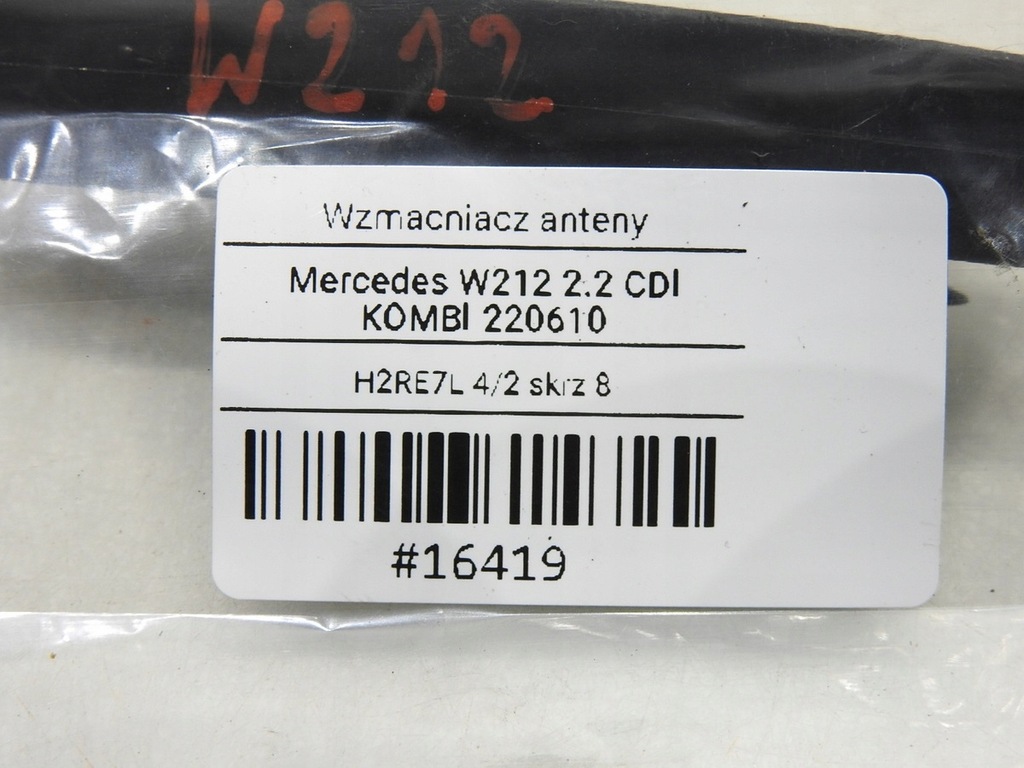 W212
Wzmacniacz anteny
Mercedes W212 2.2 CDI
KOMBI 220610
H2RE7L 4/2 skrz 8
#16419